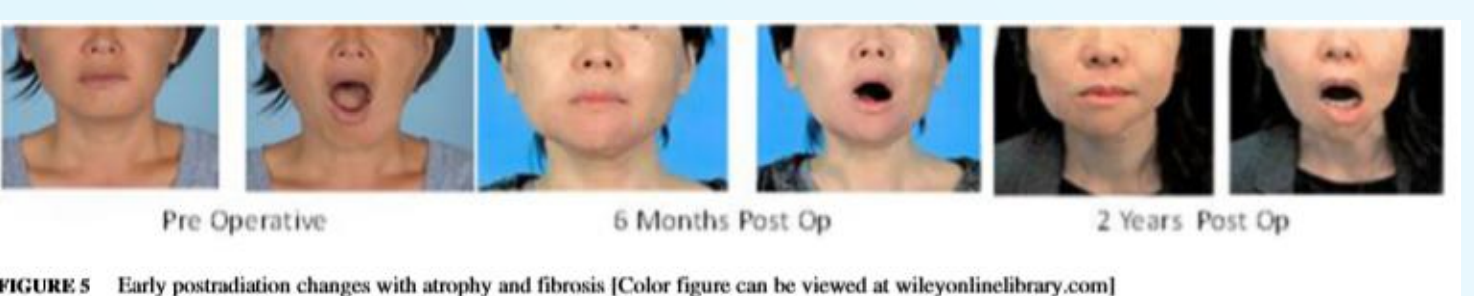 Pre Operative
6 Months Post Op
2 Years Post Op
FIGURE 5 Early postradiation changes with atrophy and fibrosis [Color figure can be viewed at wileyonlinelibrary.com]